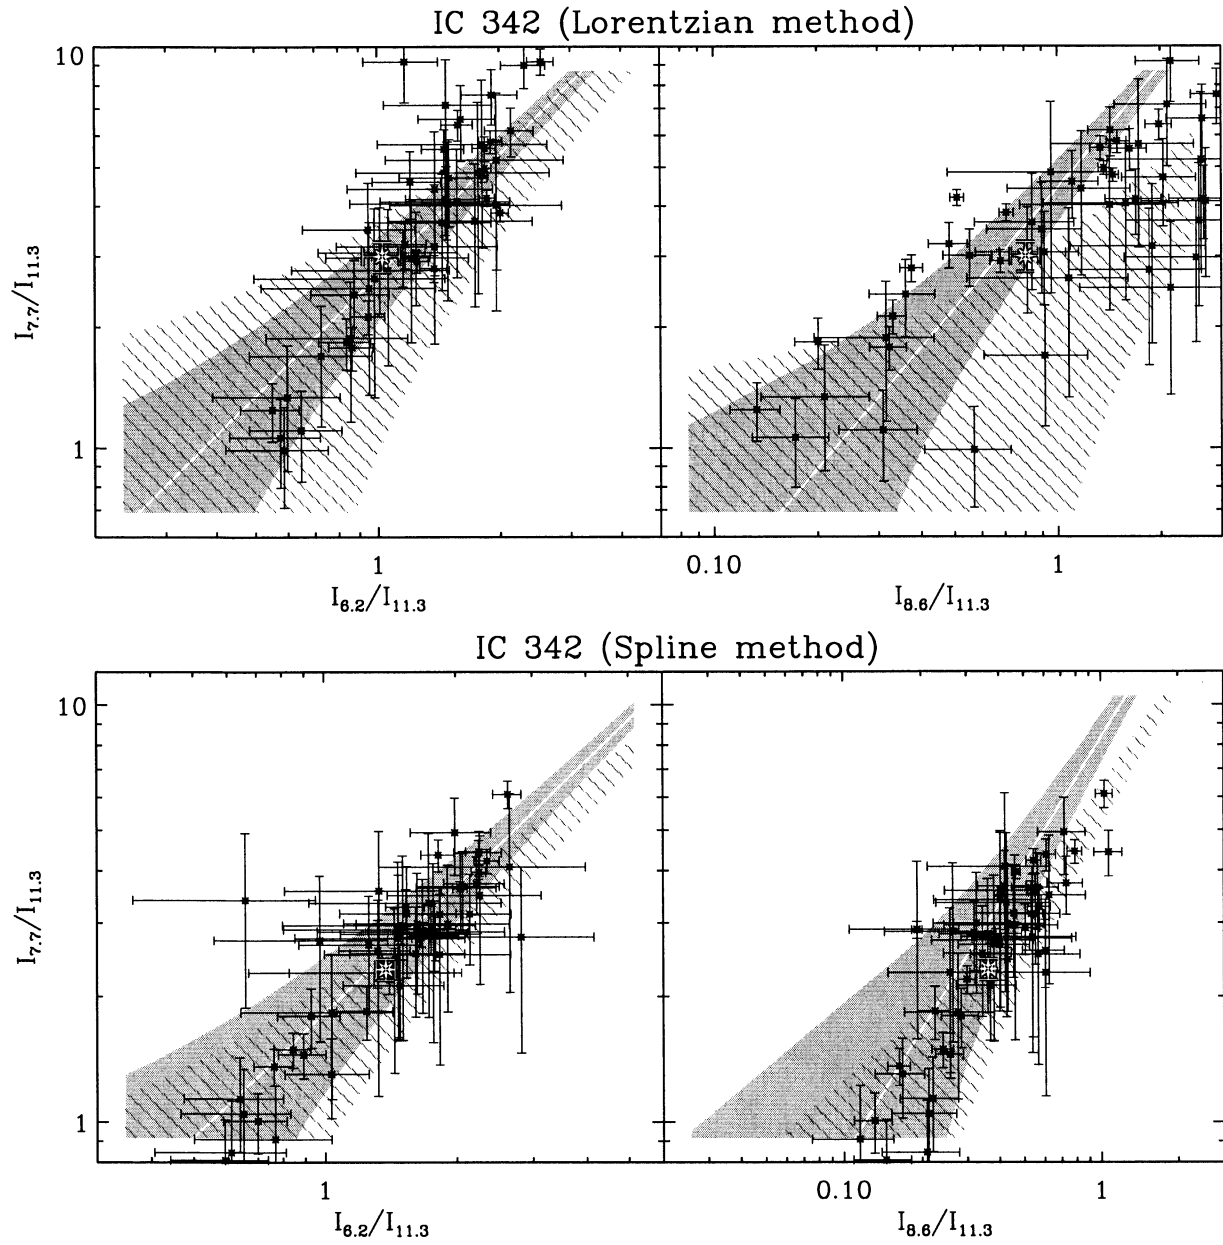 IC 342 (Lorentzian method)
10
1
I7.7/I11.3
1
0.10
1
I6.2/I11.3
I8.6/I11.3
IC 342 (Spline method)
10
1
I7.7/I11.3
1
0.10
1
I6.2/I11.3
I8.6/I11.3